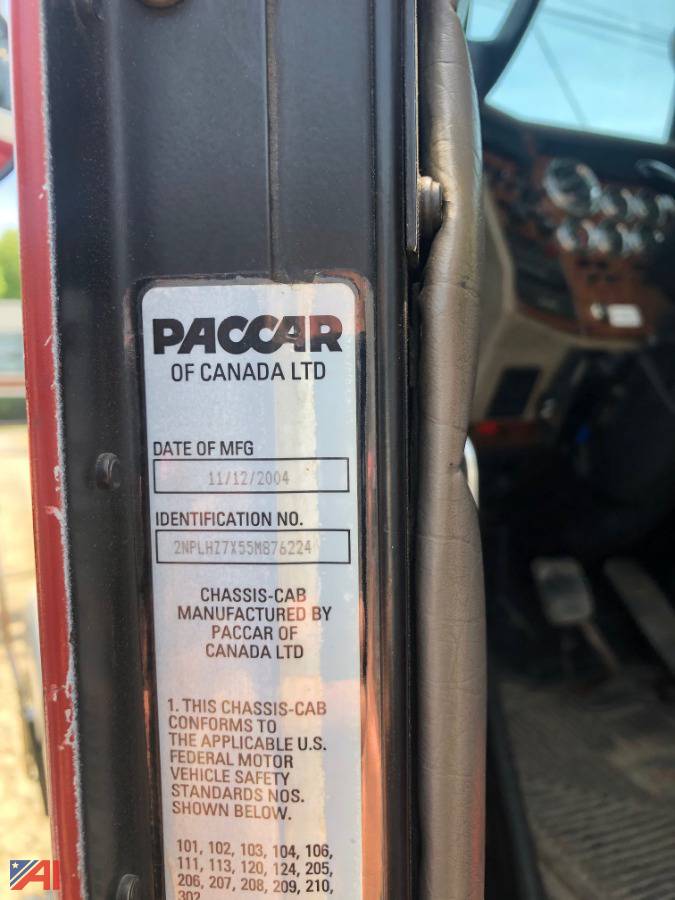 PACCAR
OF CANADA LTD
DATE OF MFG
11/12/2004
IDENTIFICATION NO.
2NPLHZ7X55M876224
CHASSIS-CAB
MANUFACTURED BY
PACCAR OF
CANADA LTD
1. THIS CHASSIS-CAB
CONFORMS TO
THE APPLICABLE U.S.
FEDERAL MOTOR
VEHICLE SAFETY
STANDARDS NOS.
SHOWN BELOW.
101, 102, 103, 104, 106,
111, 113, 120, 124, 205,
206, 207, 208, 209, 210,
302
AI